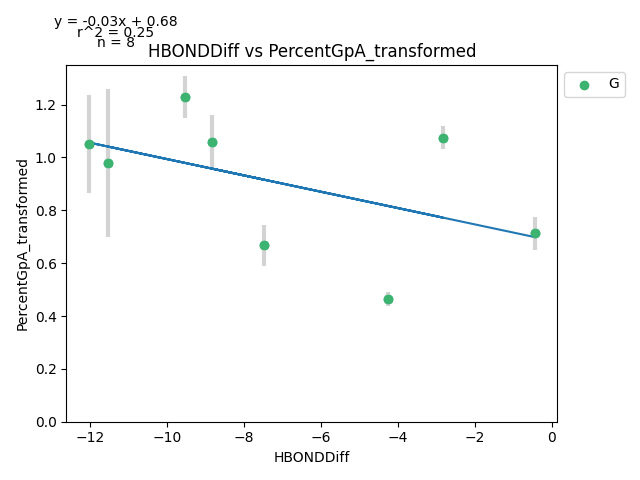 y = -0.03x + 0.68
r^2 = 0.25
n = 8
HBONDDiff vs PercentGpA_transformed
G
PercentGpA_transformed
1.2
1.0
0.8
0.6
0.4
0.2
0.0
−12 −10 −8 −6 −4 −2 0
HBONDDiff